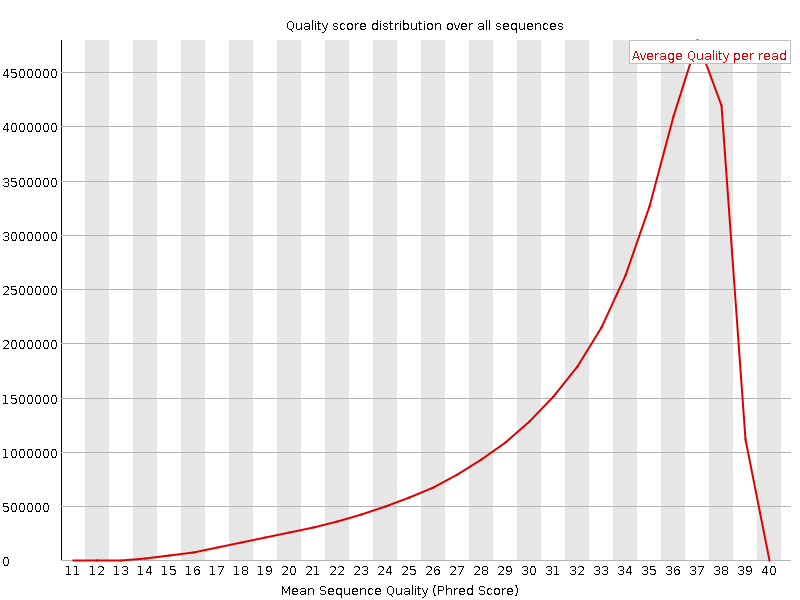 Quality score distribution over all sequences
Average Quality per read
4500000
4000000
3500000
3000000
2500000
2000000
1500000
1000000
500000
0
11 12 13 14 15 16 17 18 19 20 21 22 23 24 25 26 27 28 29 30 31 32 33 34 35 36 37 38 39 40
Mean Sequence Quality (Phred Score)